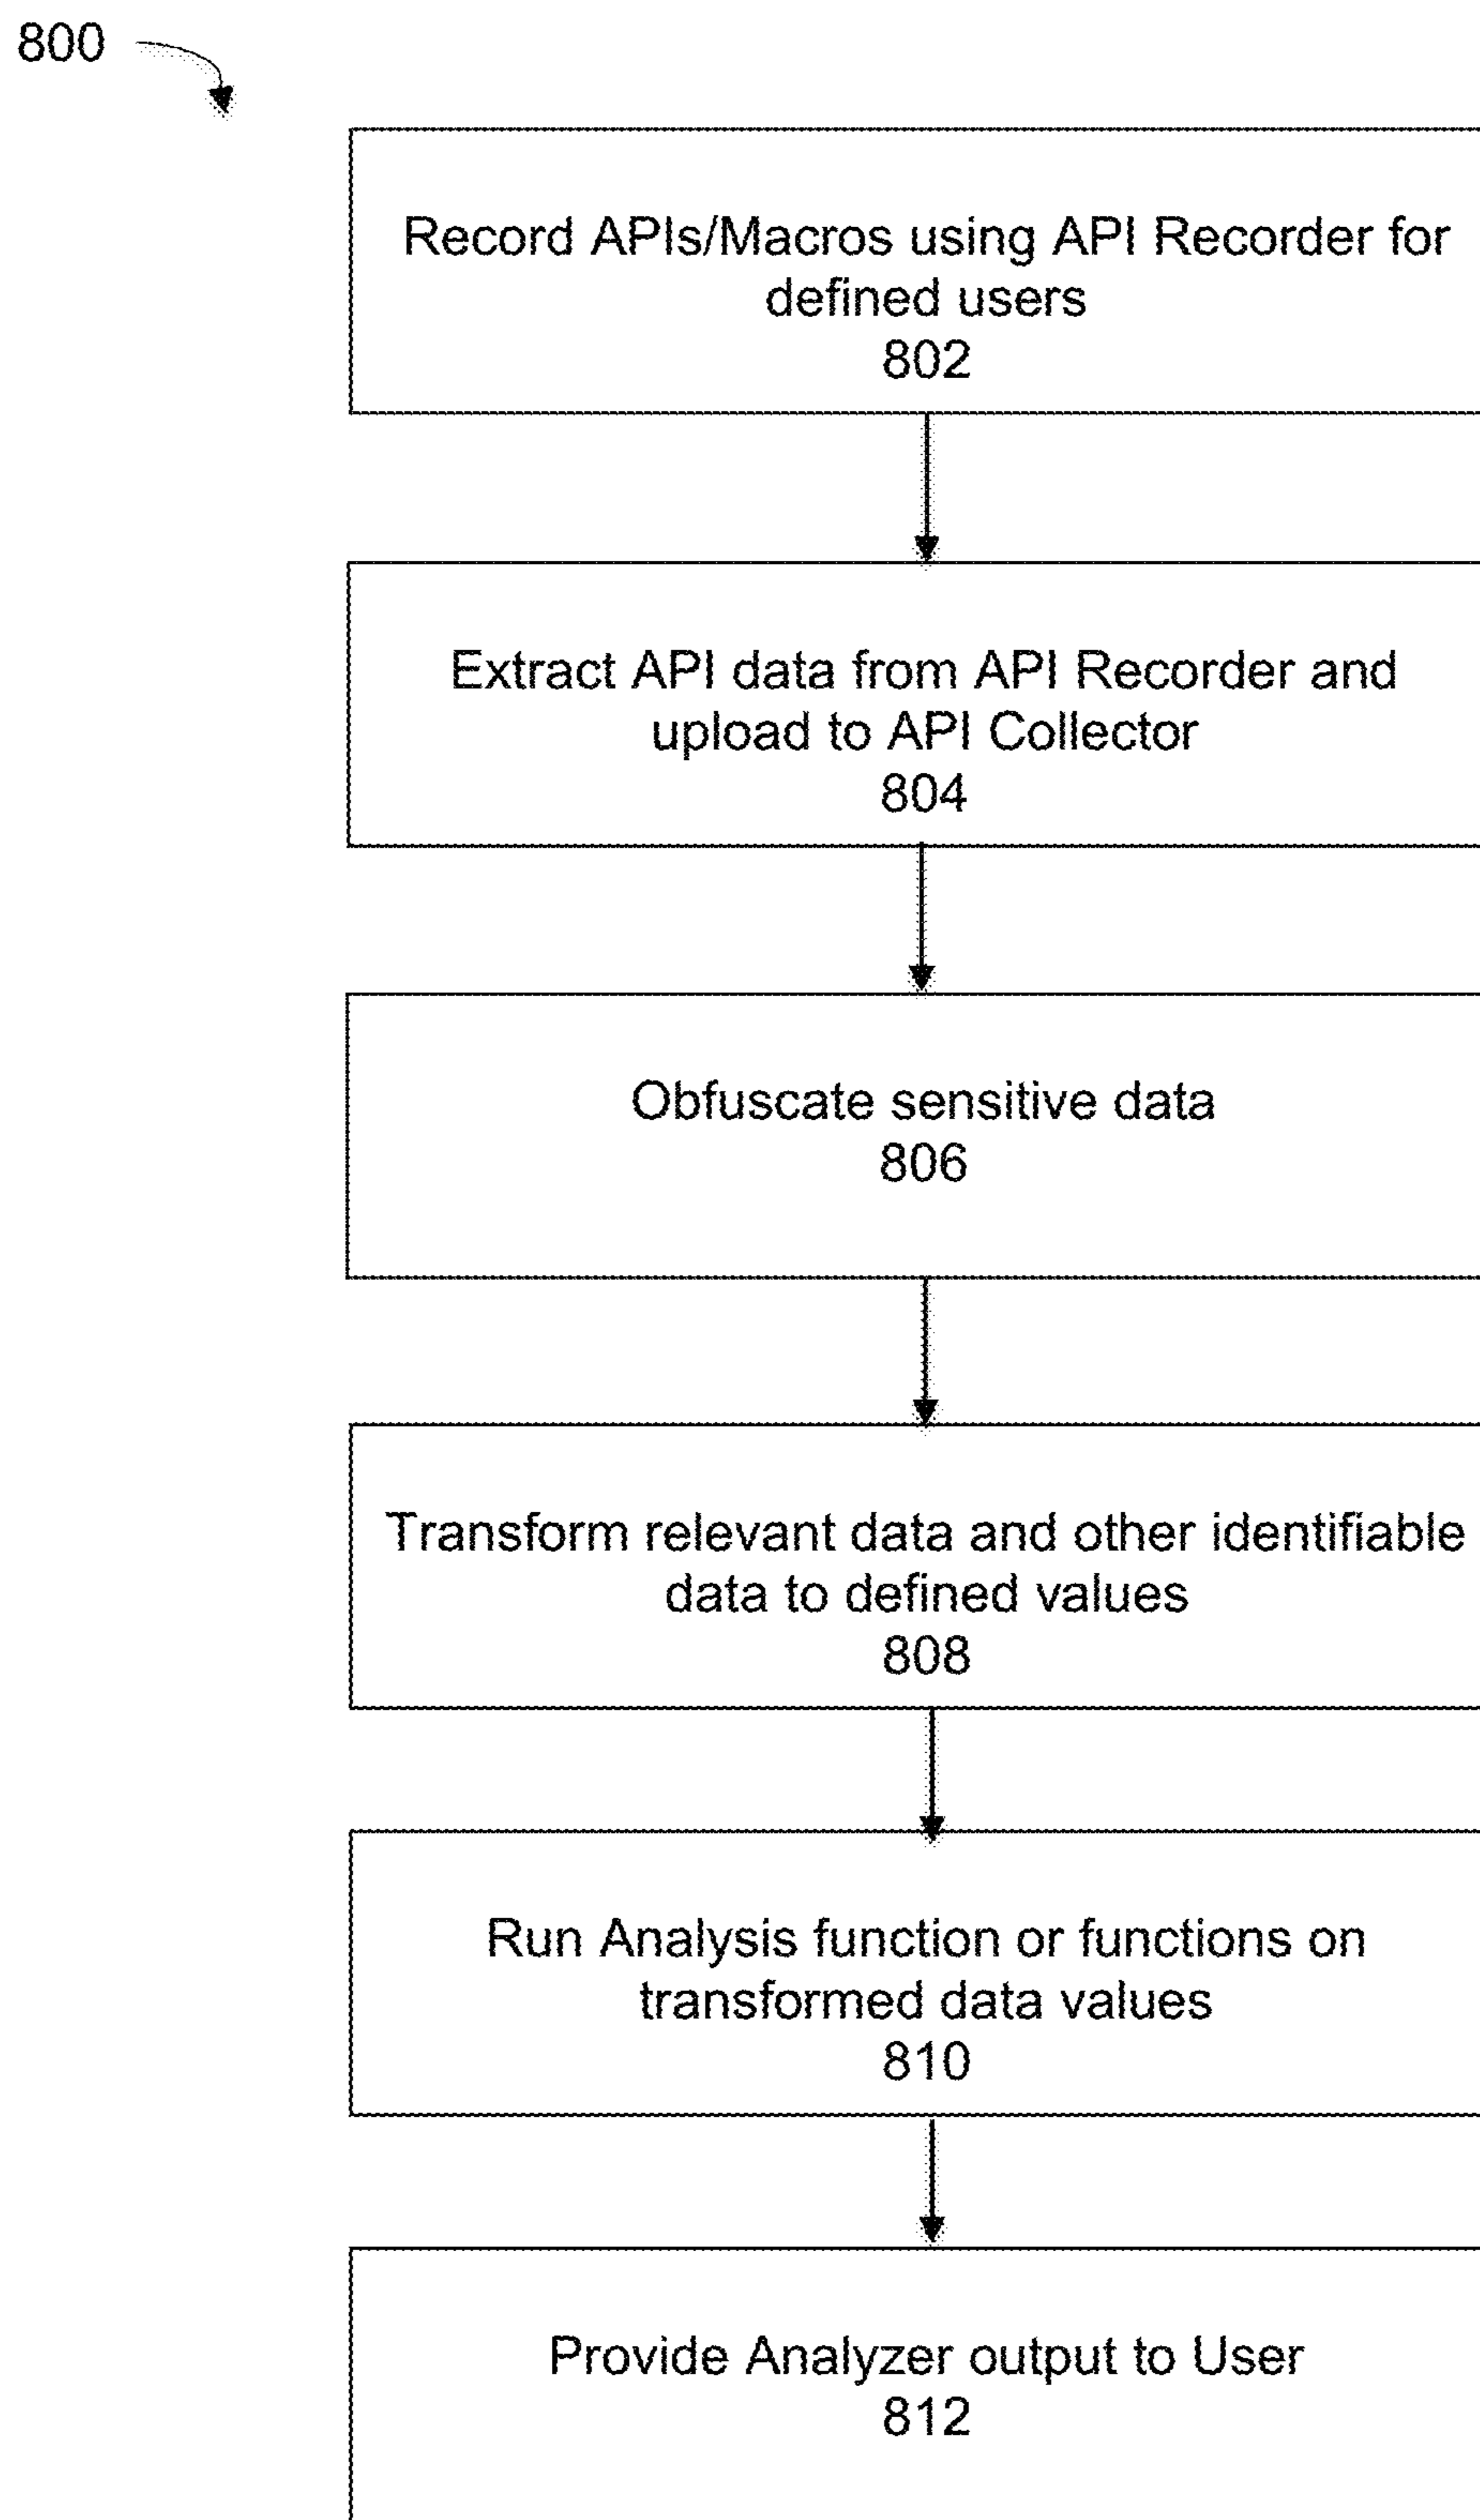 800
Record APIs/Macros using API Recorder for
defined users
802
Extract API data from API Recorder and
upload to API Collector
804
Obfuscate sensitive data
806
Transform relevant data and other identifiable
data to defined values
808
Run Analysis function or functions on
transformed data values
810
Provide Analyzer output to User
812